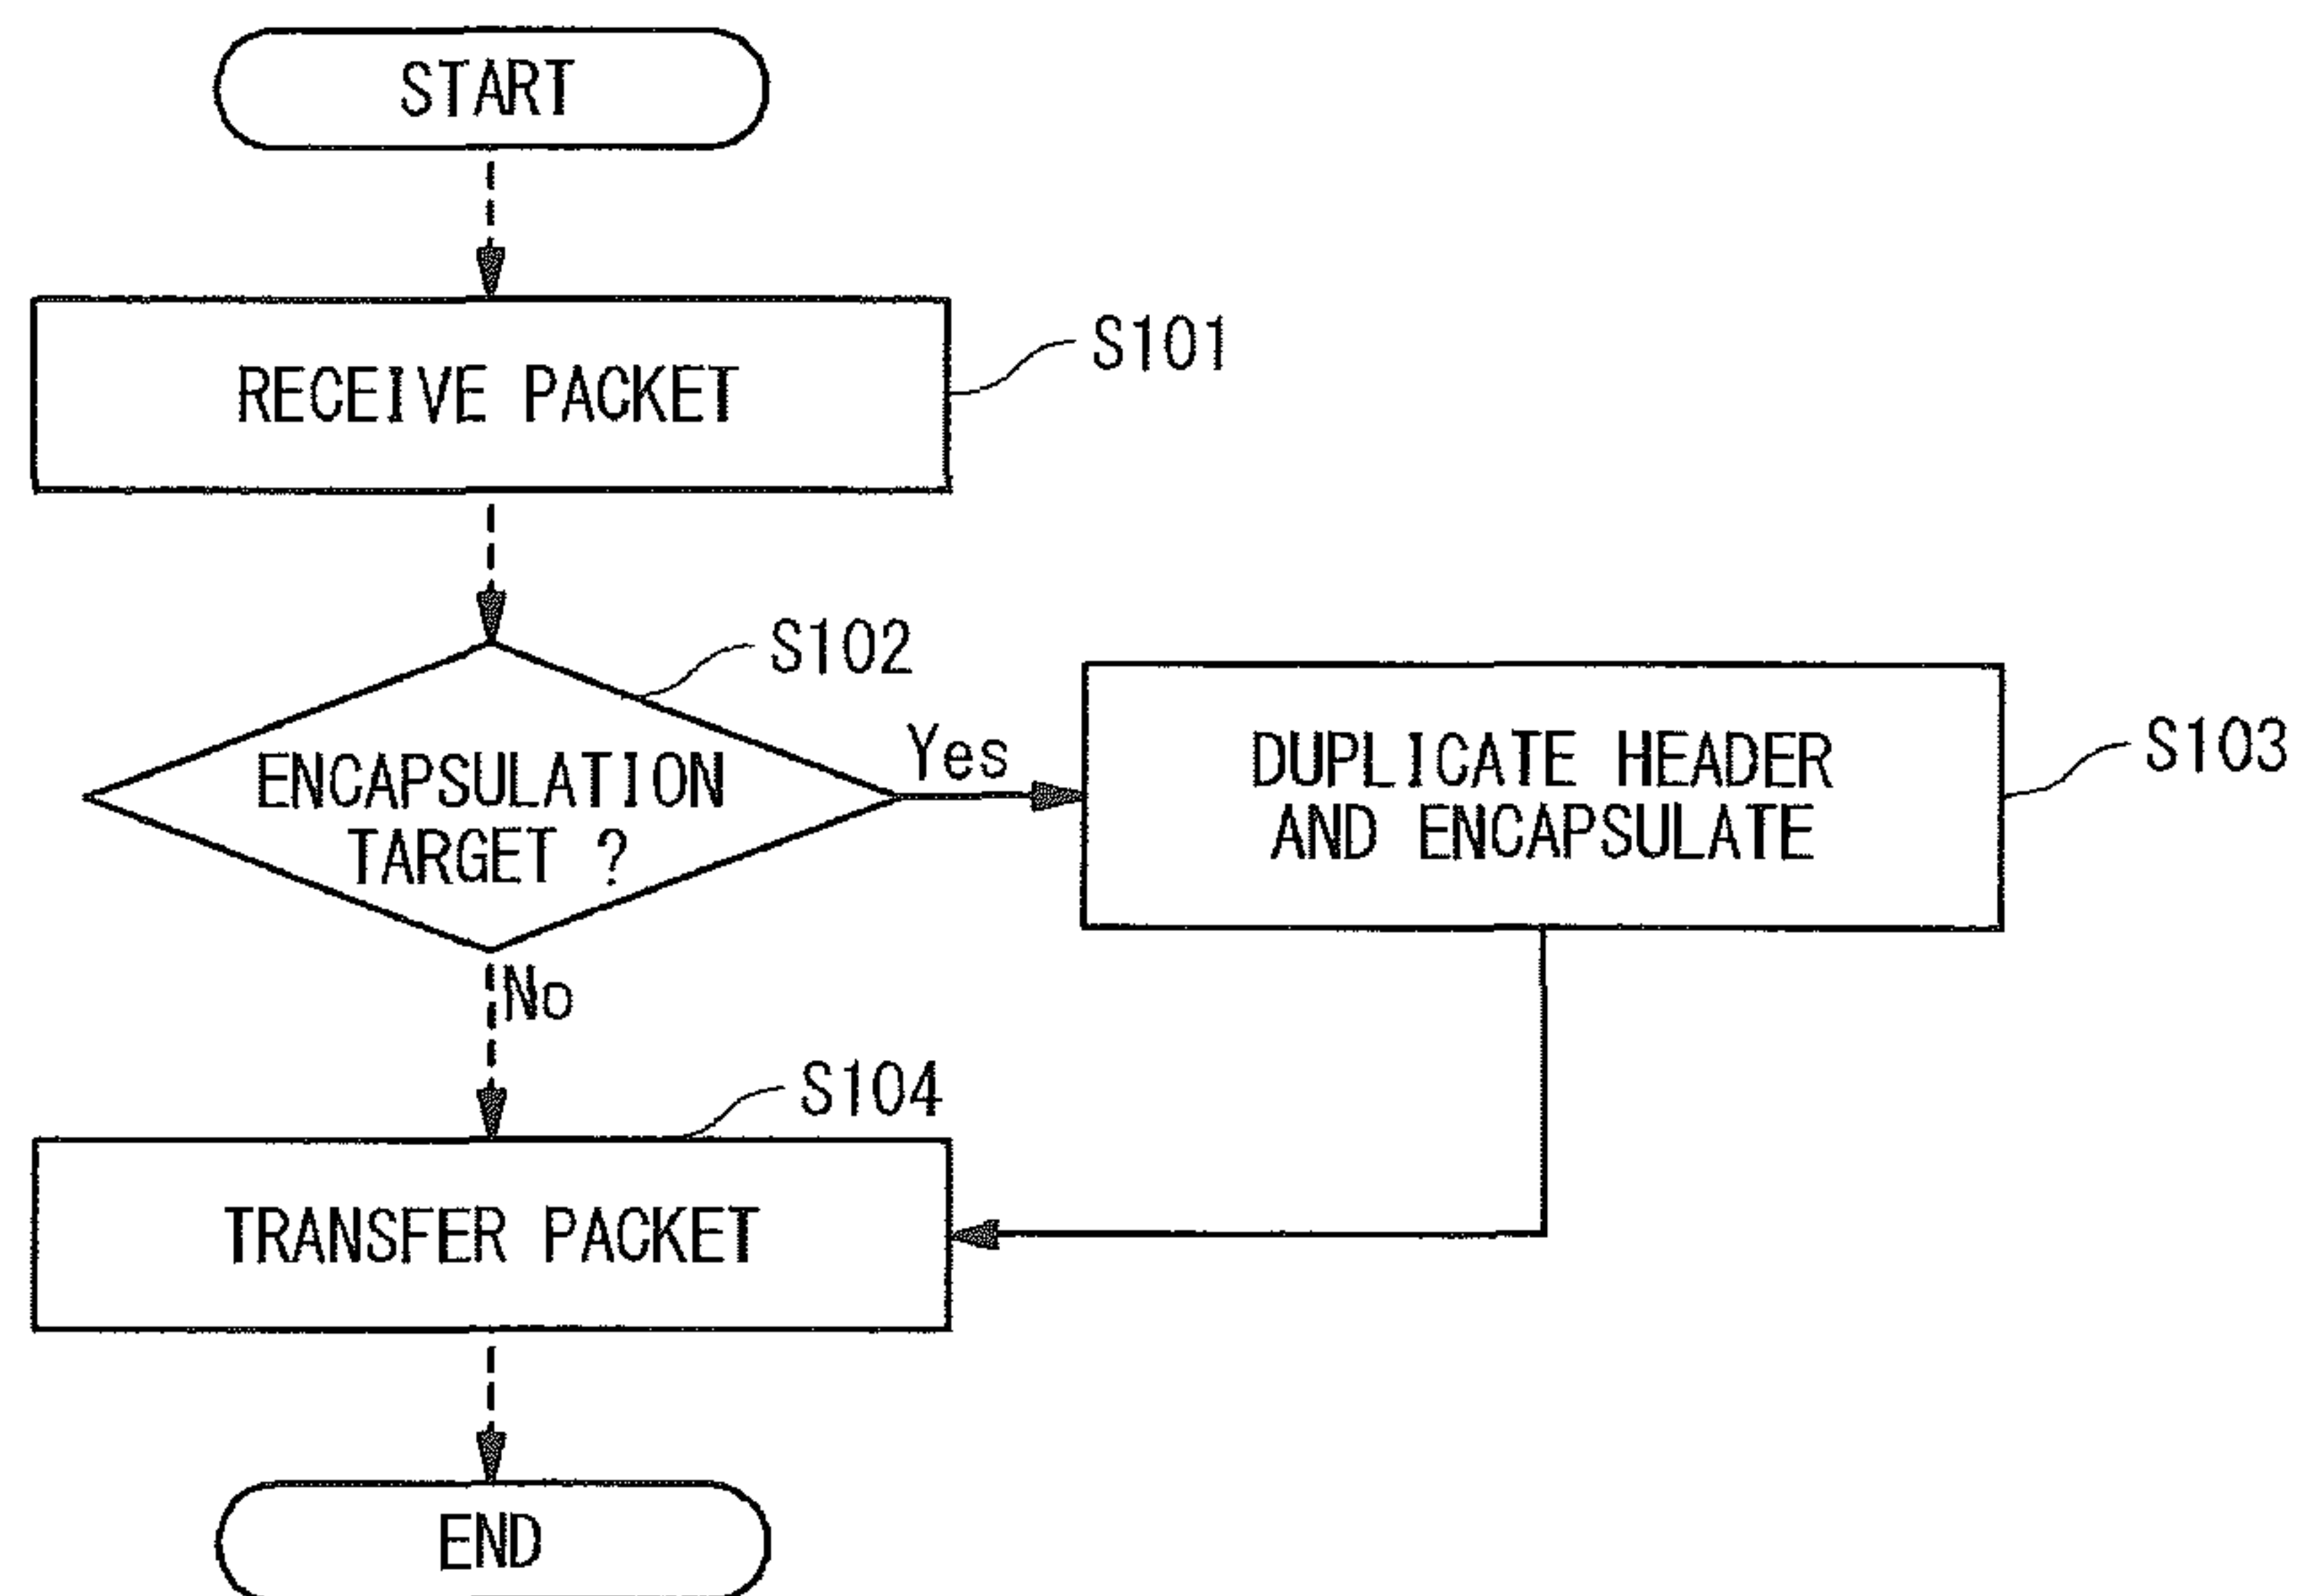 START
RECEIVE PACKET
S101
S102
ENCAPSULATION
TARGET ?
Yes
DUPLICATE HEADER
AND ENCAPSULATE
S103
No
S104
TRANSFER PACKET
END